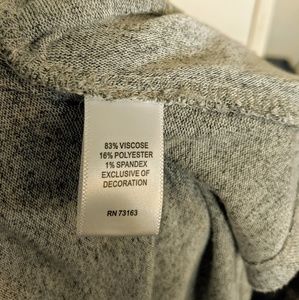 83% VISCOSE
16% POLYESTER
1% SPANDEX
EXCLUSIVE OF
DECORATION
RN 73163